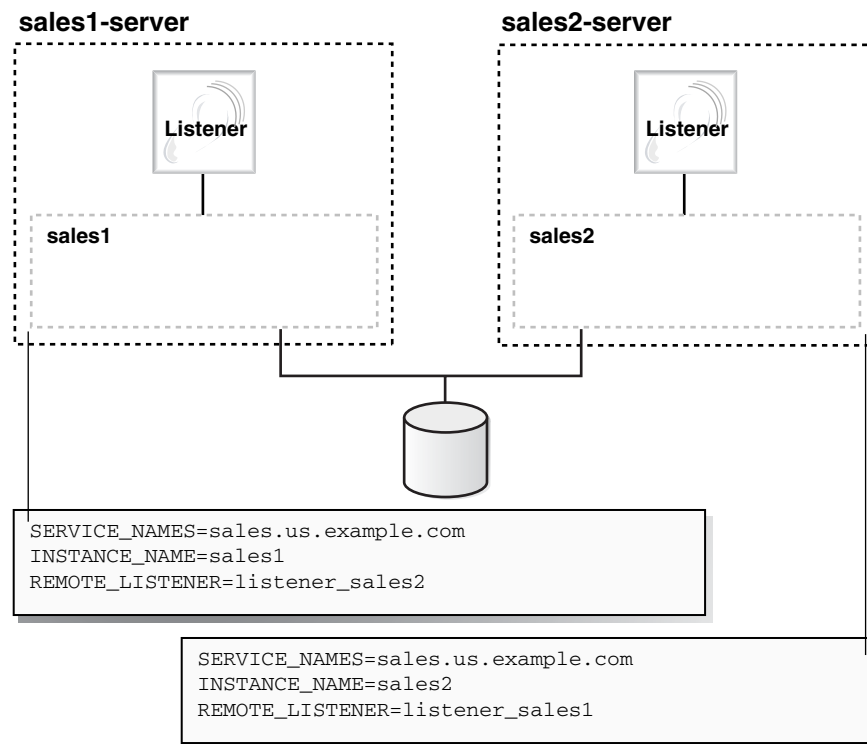 sales1-server
sales2-server
Listener
Listener
sales1
sales2
SERVICE_NAMES=sales.us.example.com
INSTANCE_NAME=sales1
REMOTE_LISTENER=listener_sales2
SERVICE_NAMES=sales.us.example.com
INSTANCE_NAME=sales2
REMOTE_LISTENER=listener_sales1